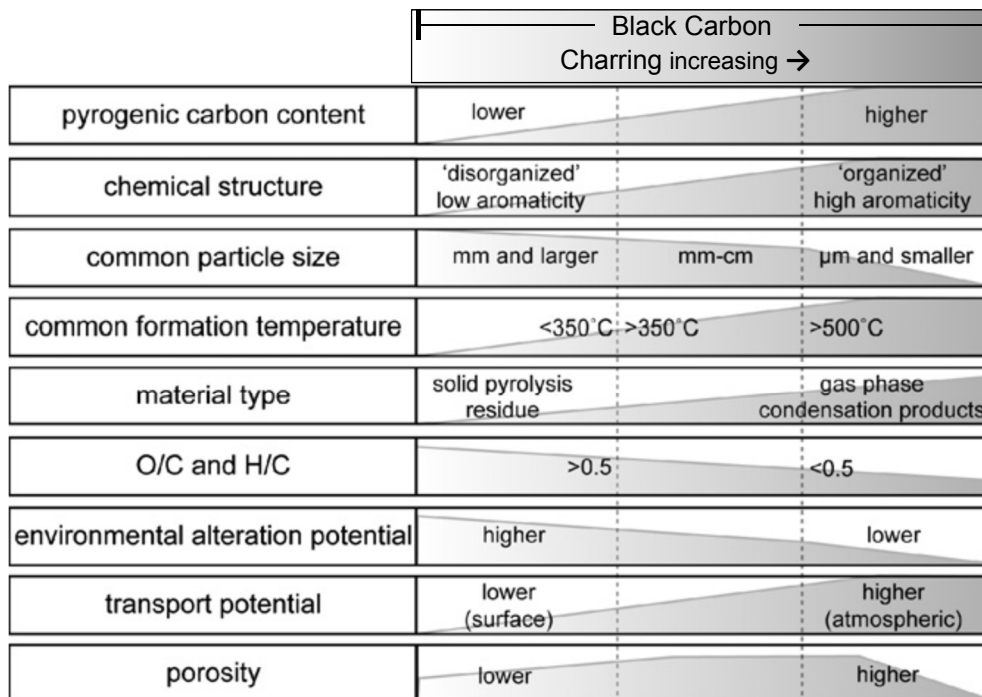 Black Carbon
Charring increasing →
pyrogenic carbon content
lower
higher
chemical structure
‘disorganized’
low aromaticity
‘organized’
high aromaticity
common particle size
mm and larger
mm-cm
µm and smaller
common formation temperature
<350˚C
>350˚C
>500˚C
material type
solid pyrolysis
residue
gas phase
condensation products
O/C and H/C
>0.5
<0.5
environmental alteration potential
higher
lower
transport potential
lower
(surface)
higher
(atmospheric)
porosity
lower
higher